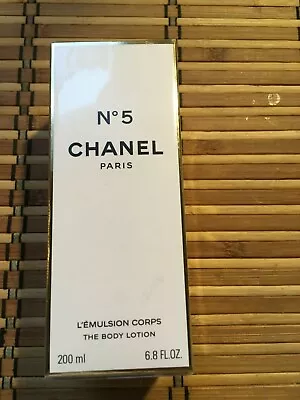 N°5
CHANEL
PARIS
L'ÉMULSION CORPS
THE BODY LOTION
200 ml 6.8 FL.OZ.